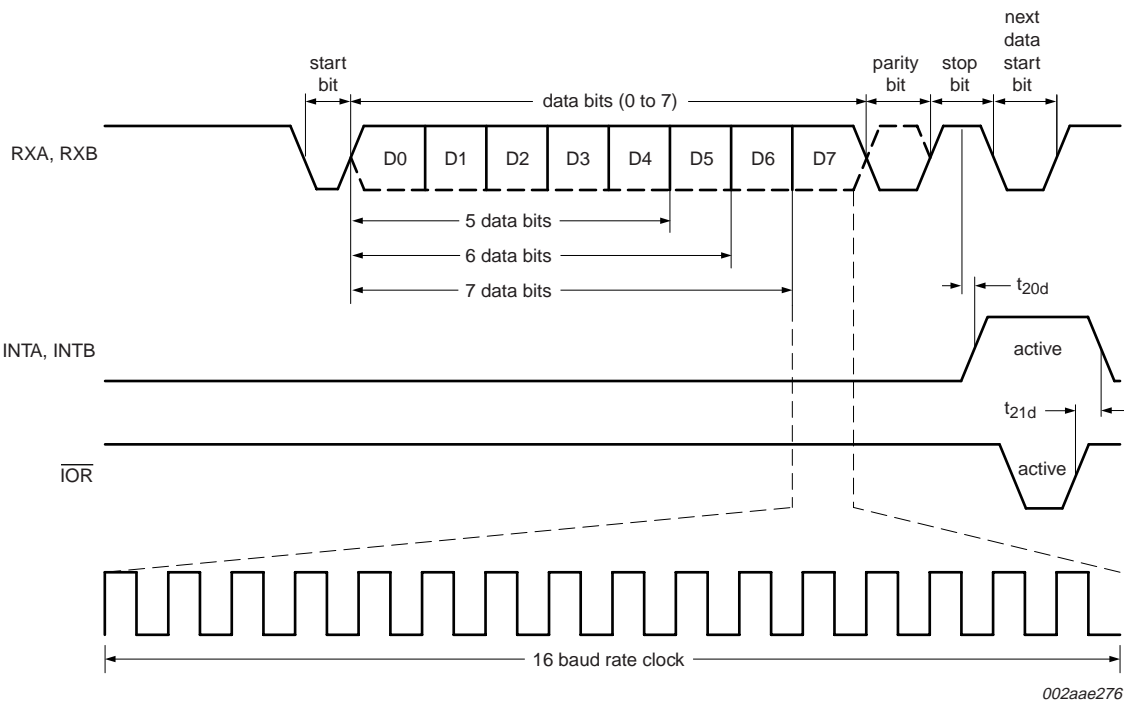 next
data
start
bit
start
bit
parity
bit
stop
bit
data bits (0 to 7)
RXA, RXB
D0 D1 D2 D3 D4 D5 D6 D7
5 data bits
6 data bits
7 data bits
t20d
INTA, INTB
active
t21d
IOR
active
16 baud rate clock
002aae276